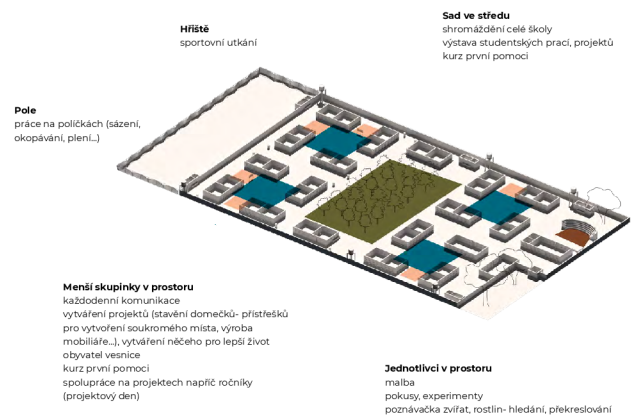 Hřiště
sportovní utkání
Sad ve středu
shromáždění celé školy
výstava studentských prací, projektů
kurz první pomoci
Pole
práce na políčkách (sázení,
okopávání, plení...)
Menší skupinky v prostoru
každodenní komunikace
vytváření projektů (stavění domečků- přístřešků
pro vytvoření soukromého místa, výroba
mobiliáře...), vytváření něčeho pro lepší život
obyvatel vesnice
kurz první pomoci
spolupráce na projektech napříč ročníky
(projektový den)
Jednotlivci v prostoru
malba
pokusy, experimenty
poznávačka zvířat, rostlin- hledání, překreslování